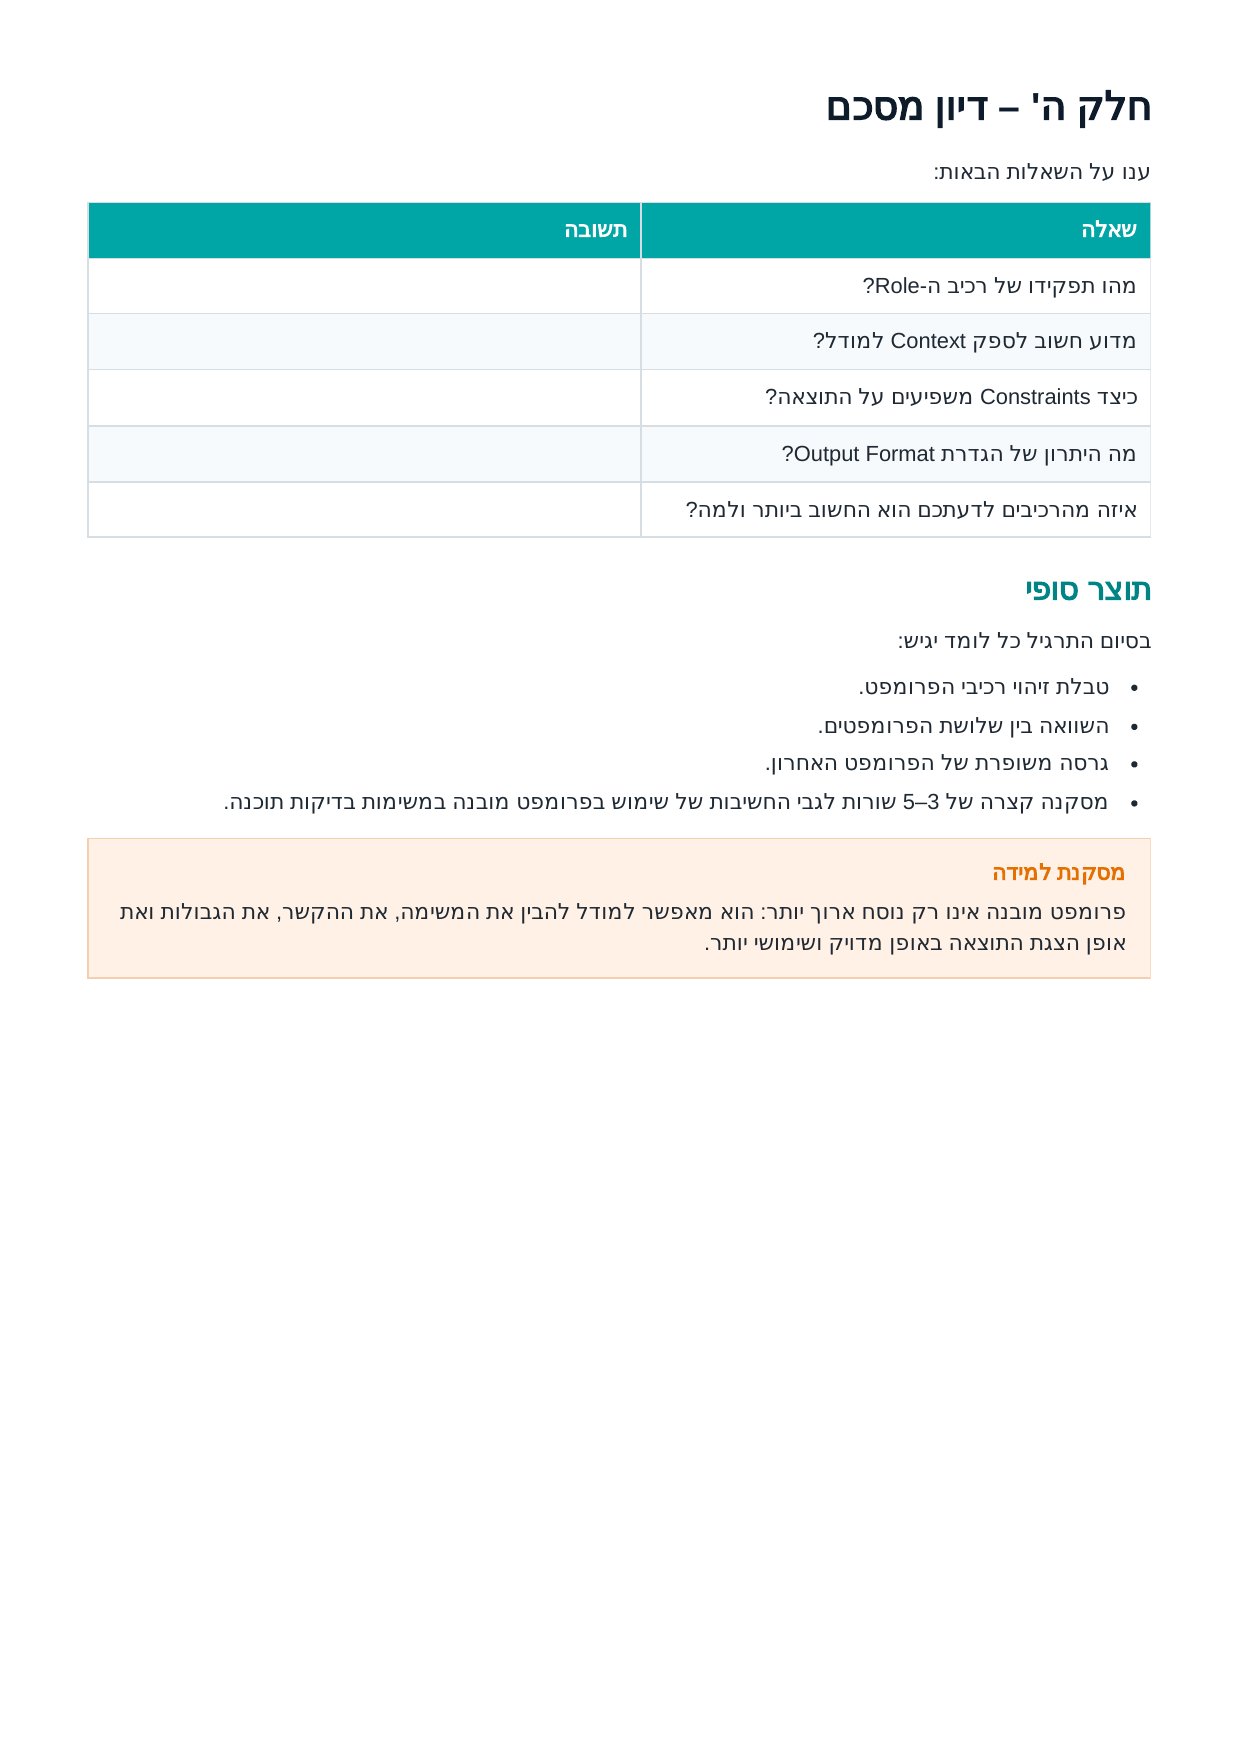 חלק ה' – דיון מסכם
ענו על השאלות הבאות:
שאלה תשובה
מהו תפקידו של רכיב ה-Role?
מדוע חשוב לספק Context למודל?
כיצד Constraints משפיעים על התוצאה?
מה היתרון של הגדרת Output Format?
איזה מהרכיבים לדעתכם הוא החשוב ביותר ולמה?
תוצר סופי
בסיום התרגיל כל לומד יגיש:
• טבלת זיהוי רכיבי הפרומפט.
• השוואה בין שלושת הפרומפטים.
• גרסה משופרת של הפרומפט האחרון.
• מסקנה קצרה של 3–5 שורות לגבי החשיבות של שימוש בפרומפט מובנה במשימות בדיקות תוכנה.
מסקנת למידה
פרומפט מובנה אינו רק נוסח ארוך יותר: הוא מאפשר למודל להבין את המשימה, את ההקשר, את הגבולות ואת
אופן הצגת התוצאה באופן מדויק ושימושי יותר.